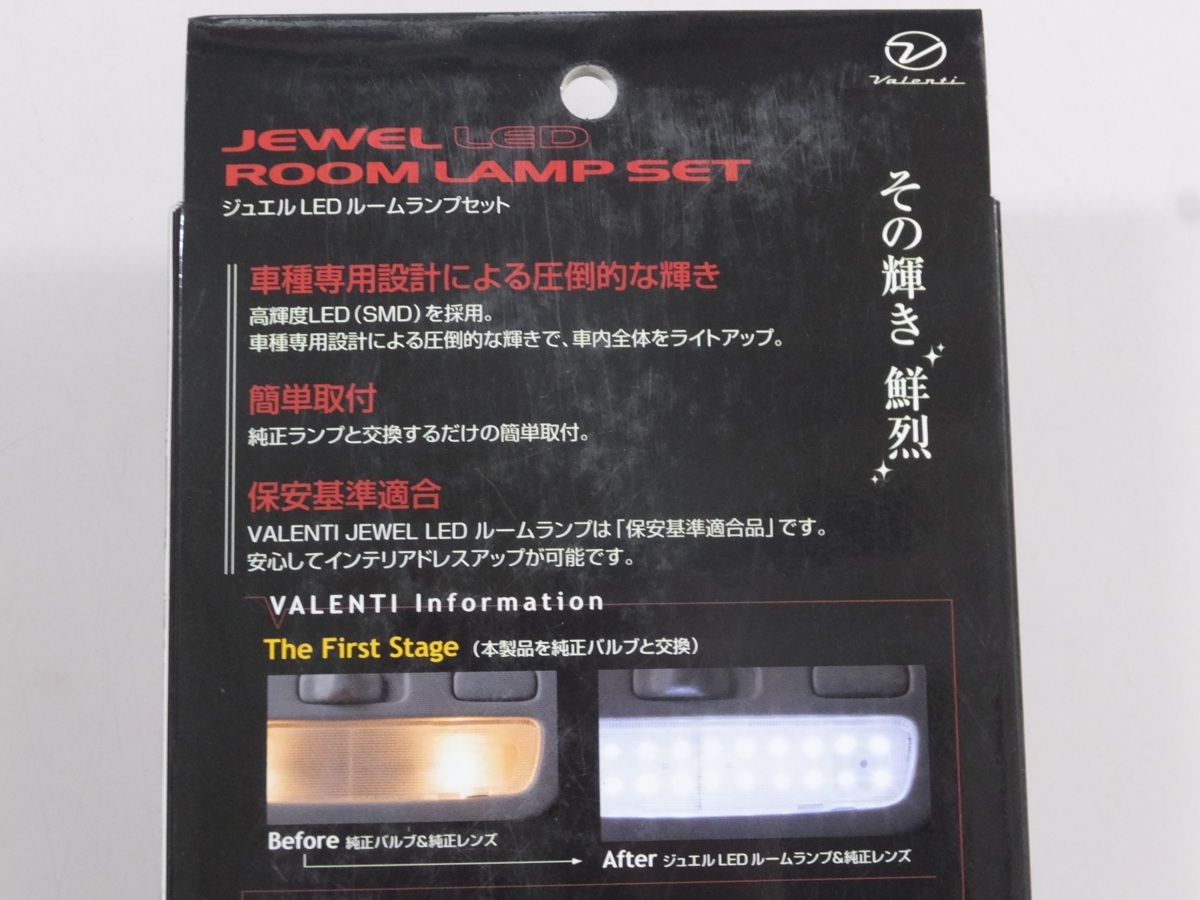 Valenti
JEWEL LED
ROOM LAMP SET
ジュエル LED ルームランプセット
その輝き 鮮烈
車種専用設計による圧倒的な輝き
高輝度LED(SMD)を採用。
車種専用設計による圧倒的な輝きで、車内全体をライトアップ。
簡単取付
純正ランプと交換するだけの簡単取付。
保安基準適合
VALENTI JEWEL LED ルームランプは「保安基準適合品」です。
安心してインテリアドレスアップが可能です。
VALENTI Information
The First Stage (本製品を純正バルブと交換)
Before 純正バルブ&純正レンズ
After ジュエル LED ルームランプ&純正レンズ